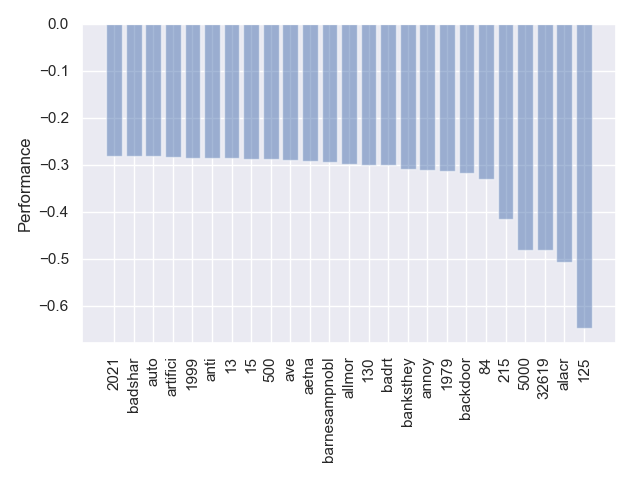 0.0
−0.1
−0.2
−0.3
−0.4
−0.5
−0.6
Performance
2021
badshar
auto
artifici
1999
anti
13
15
500
ave
aetna
barnesampnobl
allmor
130
badrt
banksthey
annoy
1979
backdoor
84
215
5000
32619
alacr
125